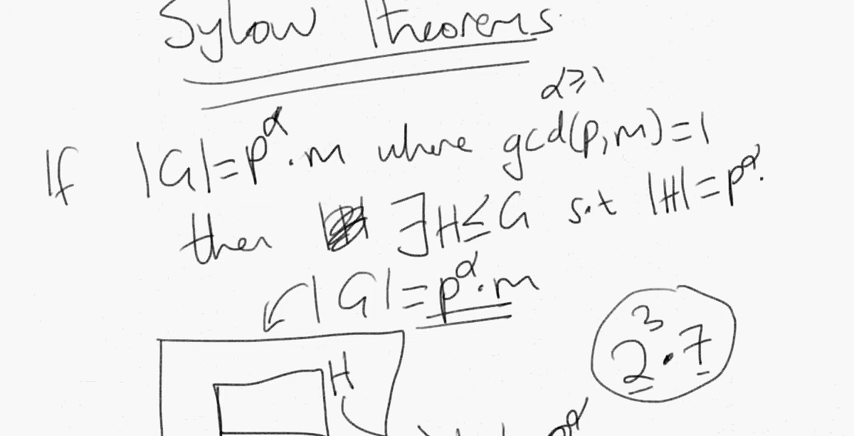 Sylow Theorems
α≥1
If |G|=p^α.m where gcd(p,m)=1
then ∃H≤G s.t |H|=p^α.
|G|=p^α.m
2^3.7
H
p^α